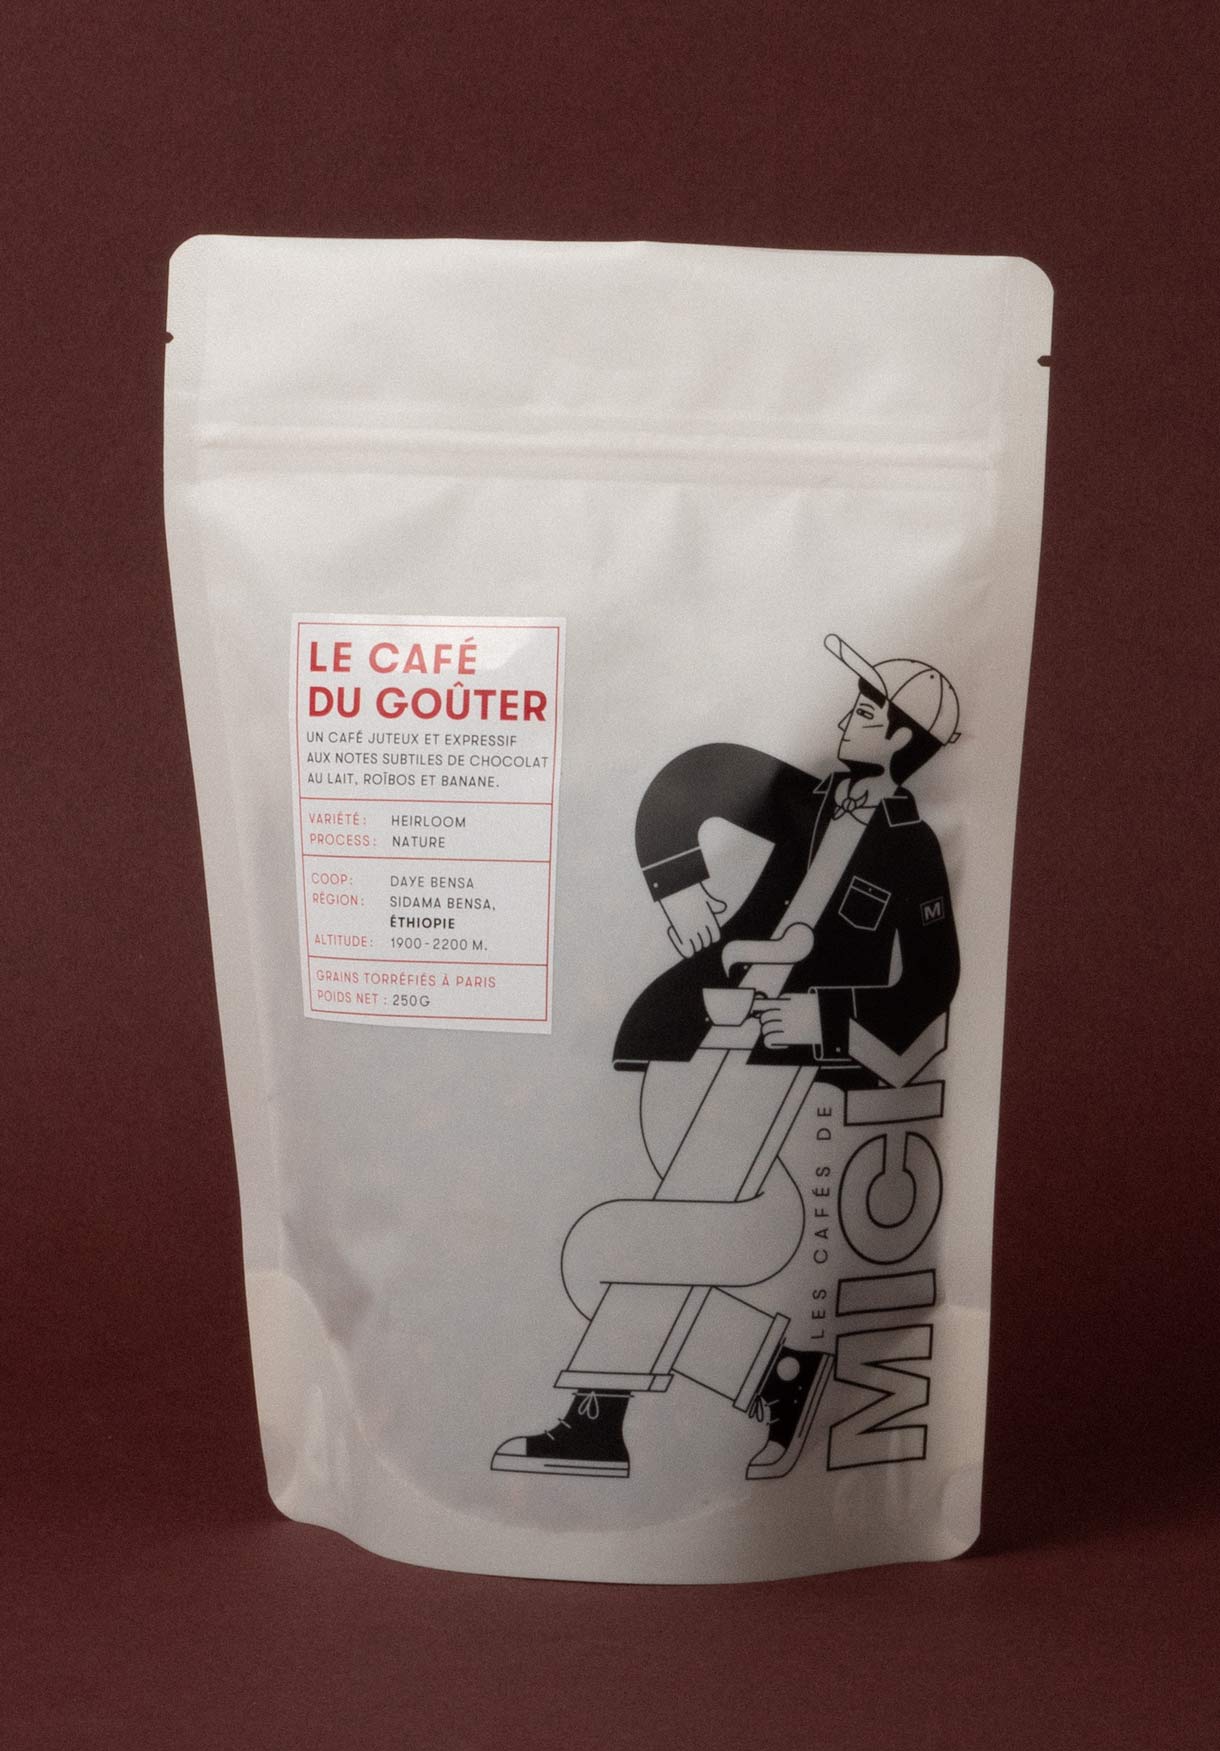 LE CAFÉ
DU GOÛTER
UN CAFÉ JUTEUX ET EXPRESSIF
AUX NOTES SUBTILES DE CHOCOLAT
AU LAIT, ROÏBOS ET BANANE.
VARIÉTÉ: HEIRLOOM
PROCESS: NATURE
COOP: DAYE BENSA
RÉGION: SIDAMA BENSA,
ÉTHIOPIE
ALTITUDE: 1900-2200 M.
GRAINS TORRÉFIÉS À PARIS
POIDS NET : 250G
M
LES CAFÉS DE
MICK